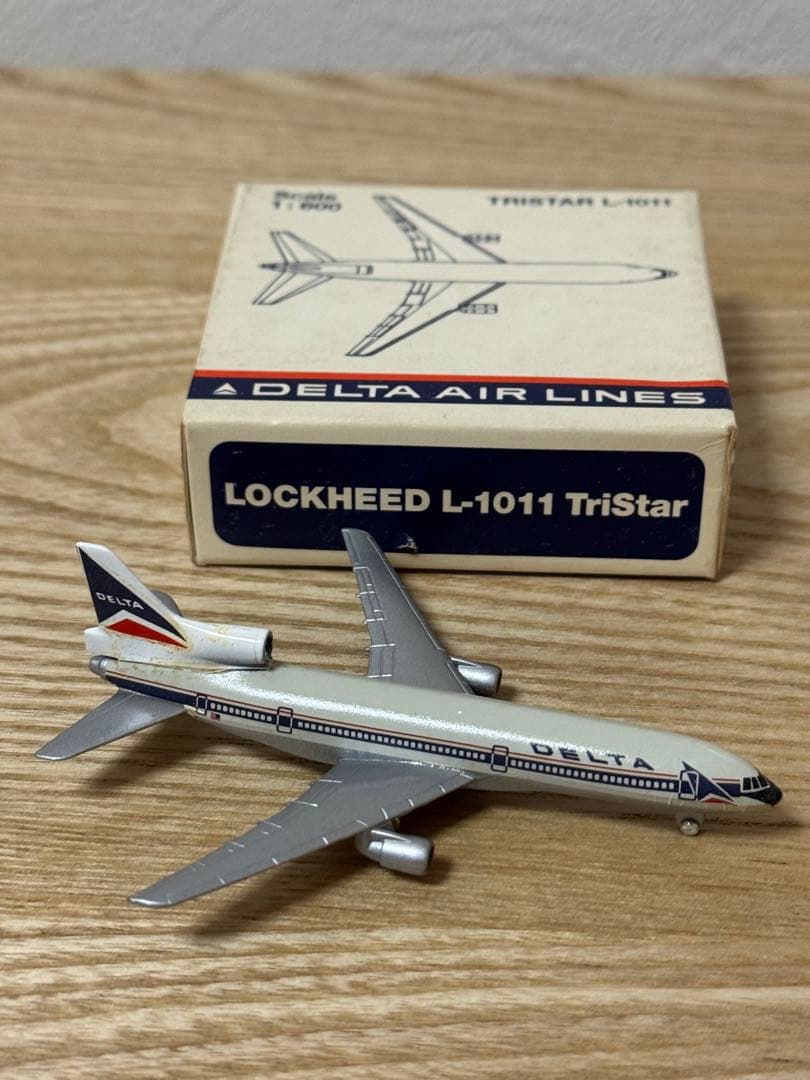 Scale
1:600
TRISTAR L-1011
DELTA AIR LINES
LOCKHEED L-1011 TriStar
DELTA
DELTA